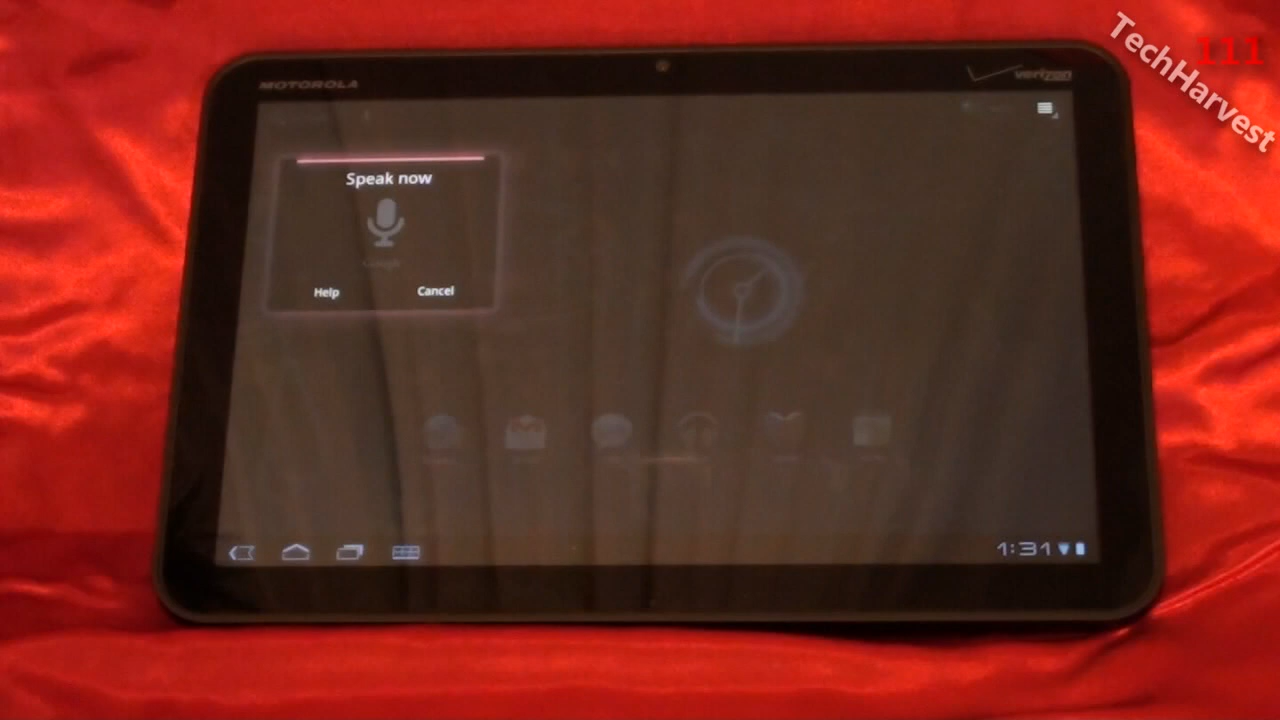 TechHarvest
111
MOTOROLA
verizon
Speak now
Help
Cancel
1:31